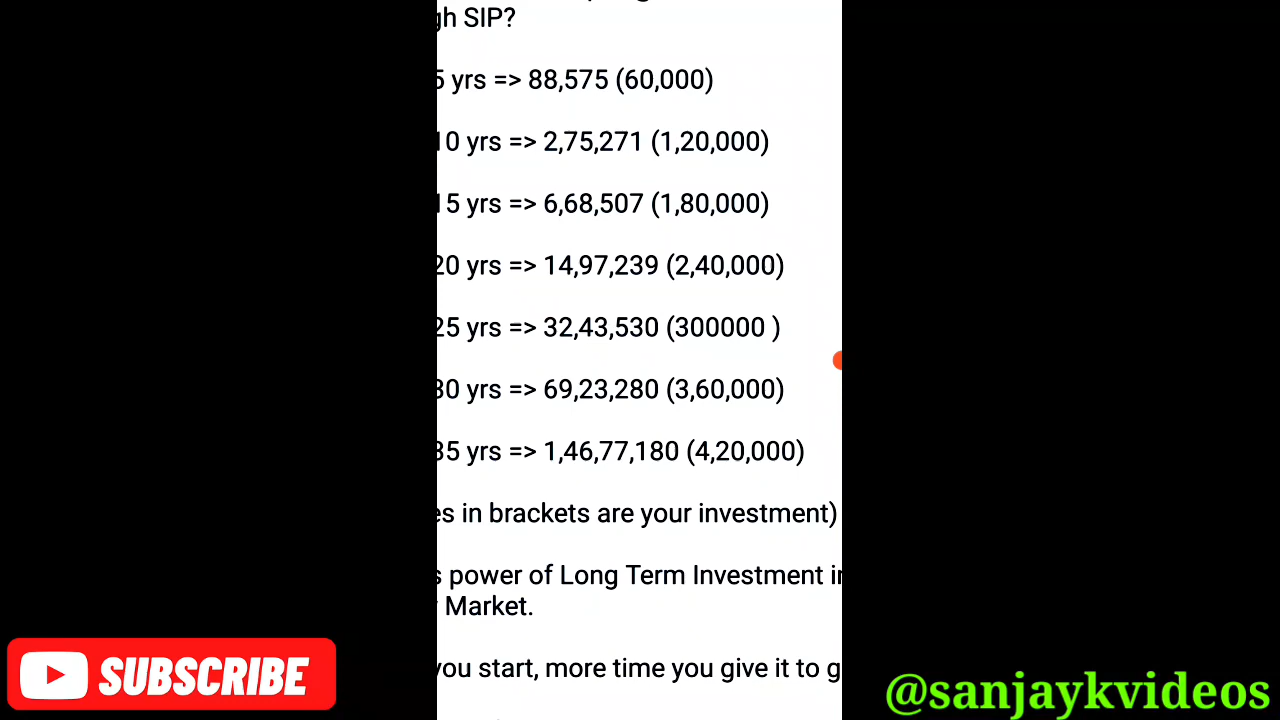 gh SIP?
5 yrs => 88,575 (60,000)
10 yrs => 2,75,271 (1,20,000)
15 yrs => 6,68,507 (1,80,000)
20 yrs => 14,97,239 (2,40,000)
25 yrs => 32,43,530 (300000 )
30 yrs => 69,23,280 (3,60,000)
35 yrs => 1,46,77,180 (4,20,000)
es in brackets are your investment)
s power of Long Term Investment in
Market.
you start, more time you give it to g
SUBSCRIBE
@sanjaykvideos